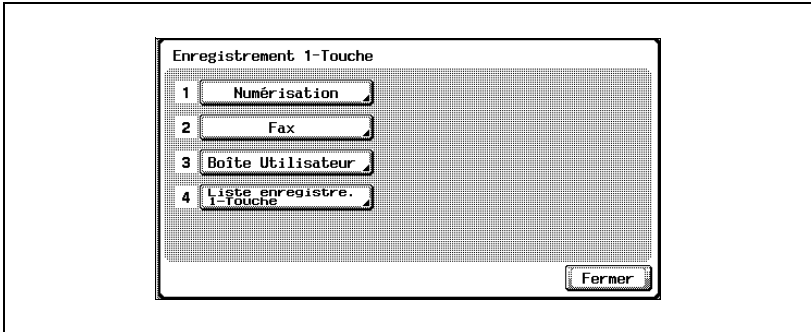 Enregistrement 1-Touche
1 Numérisation
2 Fax
3 Boîte Utilisateur
4 Liste enregistre.
1-Touche
Fermer